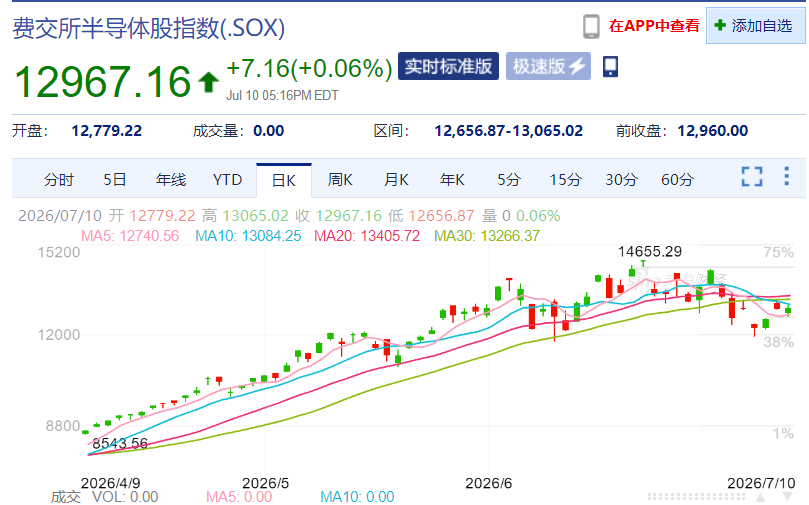 费交所半导体股指数(.SOX)
在APP中查看
+ 添加自选
12967.16
+7.16(+0.06%)
Jul 10 05:16PM EDT
实时标准版
极速版
开盘: 12,779.22 成交量: 0.00 区间: 12,656.87-13,065.02 前收盘: 12,960.00
分时 5日 年线 YTD 日K 周K 月K 年K 5分 15分 30分 60分
2026/07/10 开 12779.22 高 13065.02 收 12967.16 低 12656.87 量 0 0.06%
MA5: 12740.56 MA10: 13084.25 MA20: 13405.72 MA30: 13266.37
15200
14655.29
75%
12000
38%
8800
1%
8543.56
2026/4/9 2026/5 2026/6 2026/7/10
成交 VOL: 0.00 MA5: 0.00 MA10: 0.00